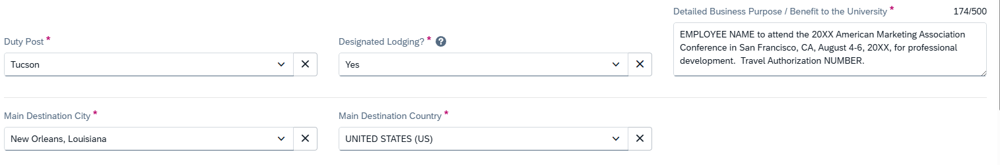 Detailed Business Purpose / Benefit to the University * 174/500
EMPLOYEE NAME to attend the 20XX American Marketing Association
Conference in San Francisco, CA, August 4-6, 20XX, for professional
development.  Travel Authorization NUMBER.
Duty Post *
Tucson
Designated Lodging? * ?
Yes
Main Destination City *
New Orleans, Louisiana
Main Destination Country *
UNITED STATES (US)